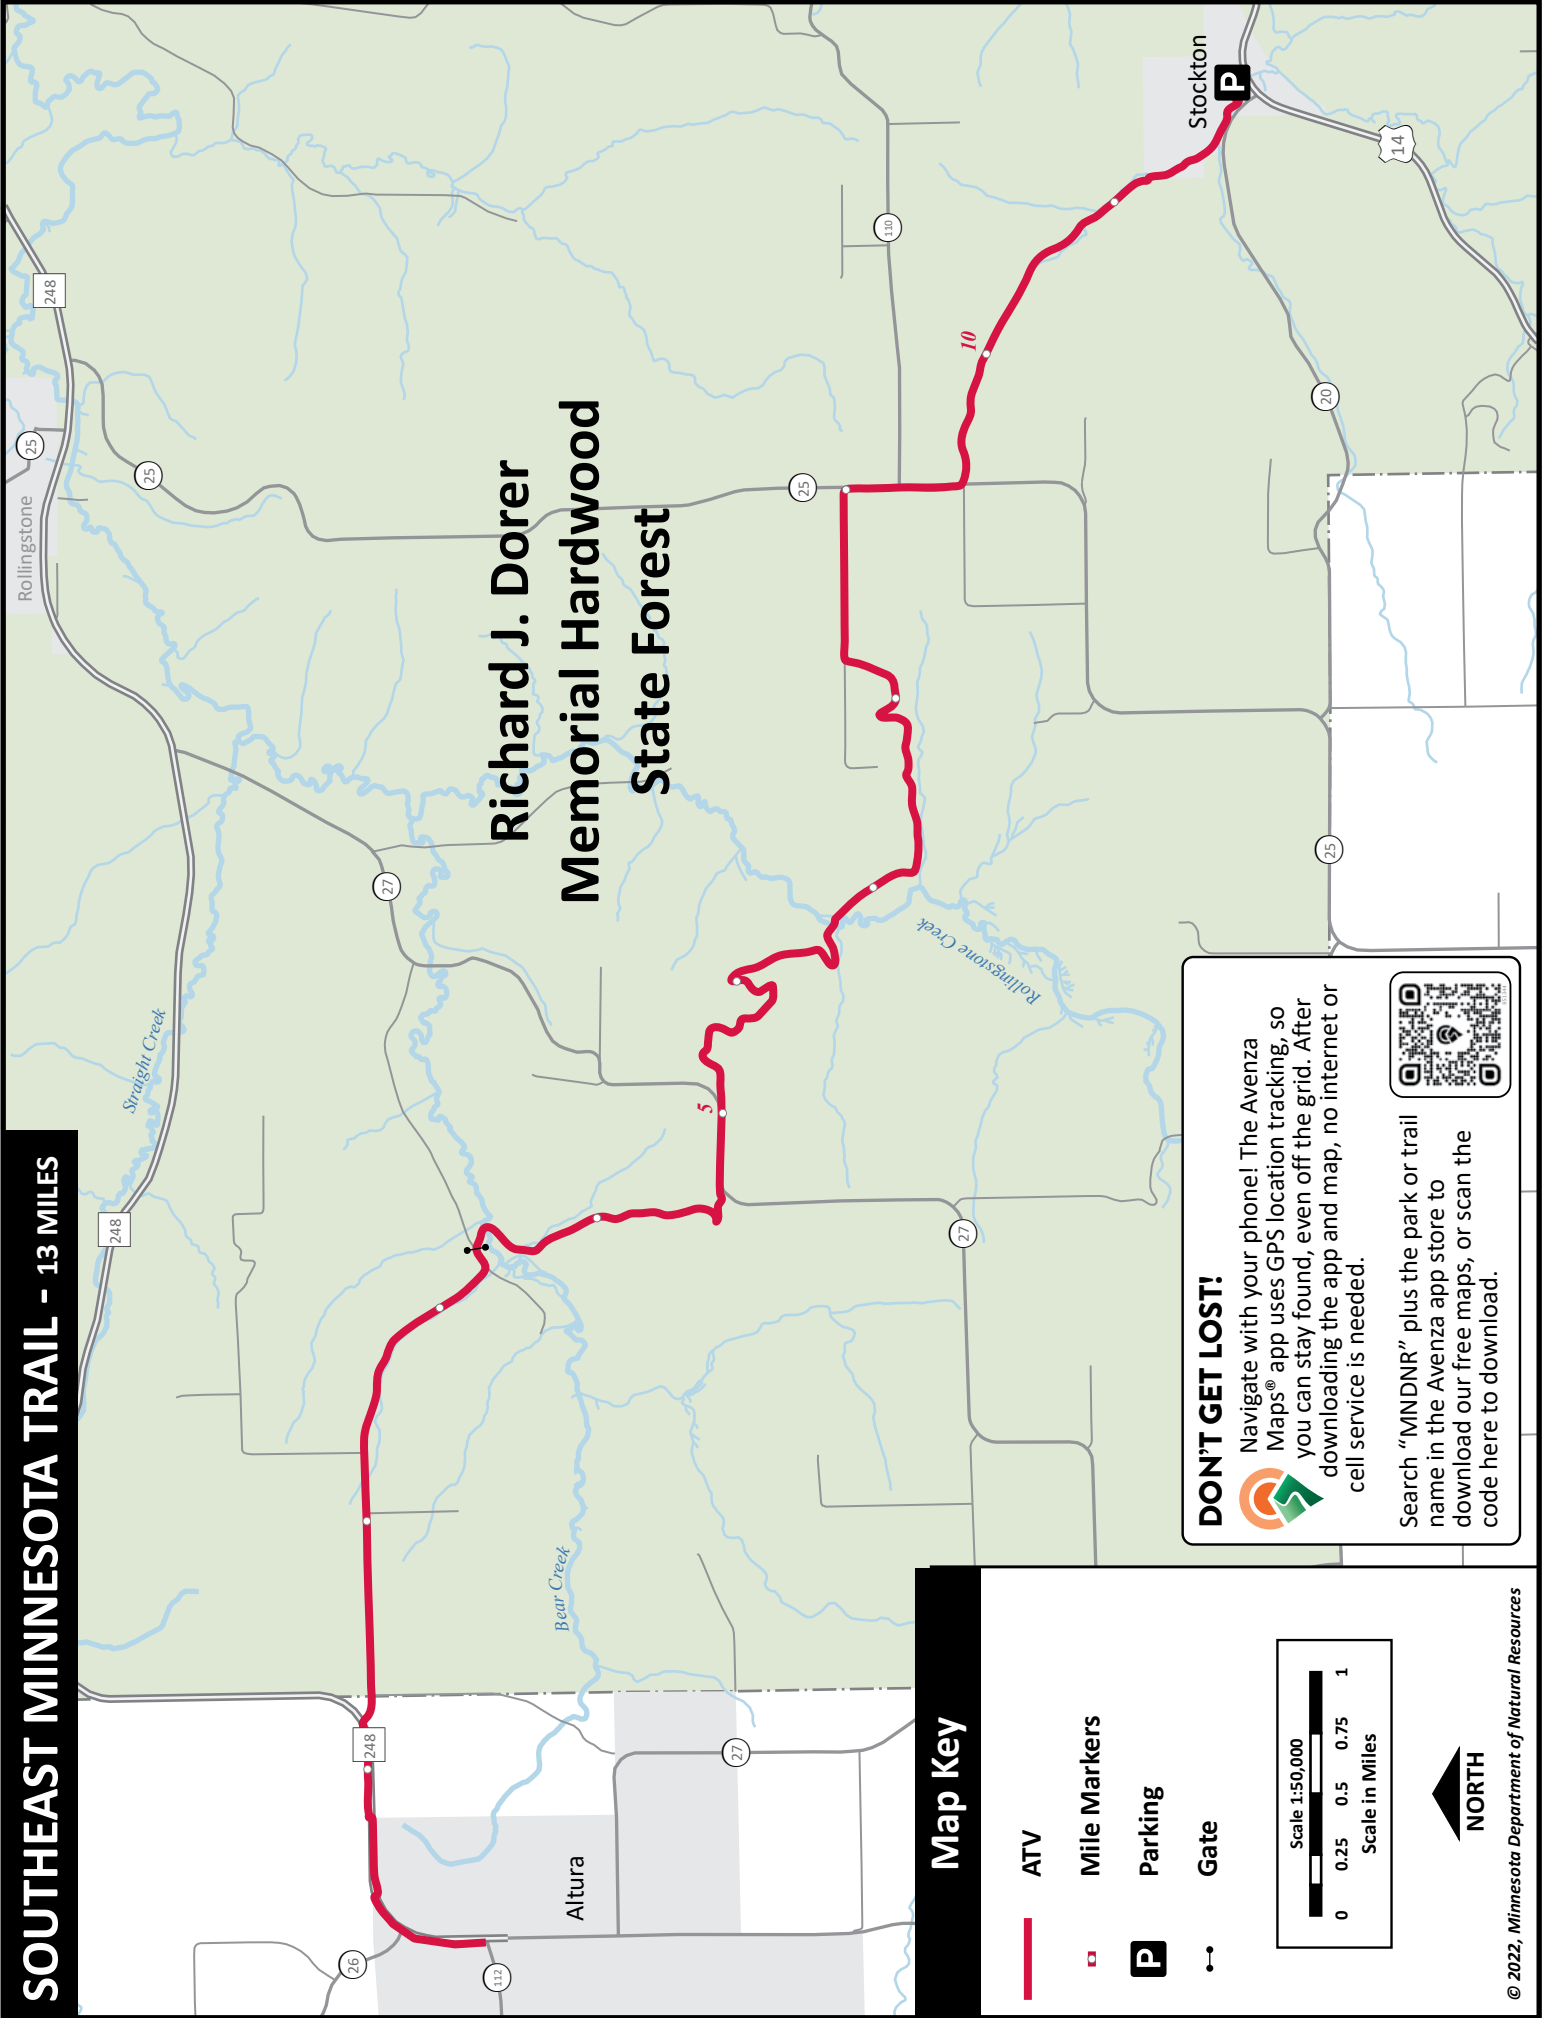 SOUTHEAST MINNESOTA TRAIL – 13 MILES
Rollingstone
25
248
25
248
Straight Creek
248
27
Richard J. Dorer
Memorial Hardwood
State Forest
110
25
Stockton
P
14
10
20
5
Rollingstone Creek
25
27
Bear Creek
248
27
26
112
Altura
DON'T GET LOST!
Navigate with your phone! The Avenza
Maps® app uses GPS location tracking, so
you can stay found, even off the grid. After
downloading the app and map, no internet or
cell service is needed.
Search “MNDNR” plus the park or trail
name in the Avenza app store to
download our free maps, or scan the
code here to download.
Map Key
ATV
Mile Markers
P Parking
Gate
Scale 1:50,000
0 0.25 0.5 0.75 1
Scale in Miles
NORTH
© 2022, Minnesota Department of Natural Resources